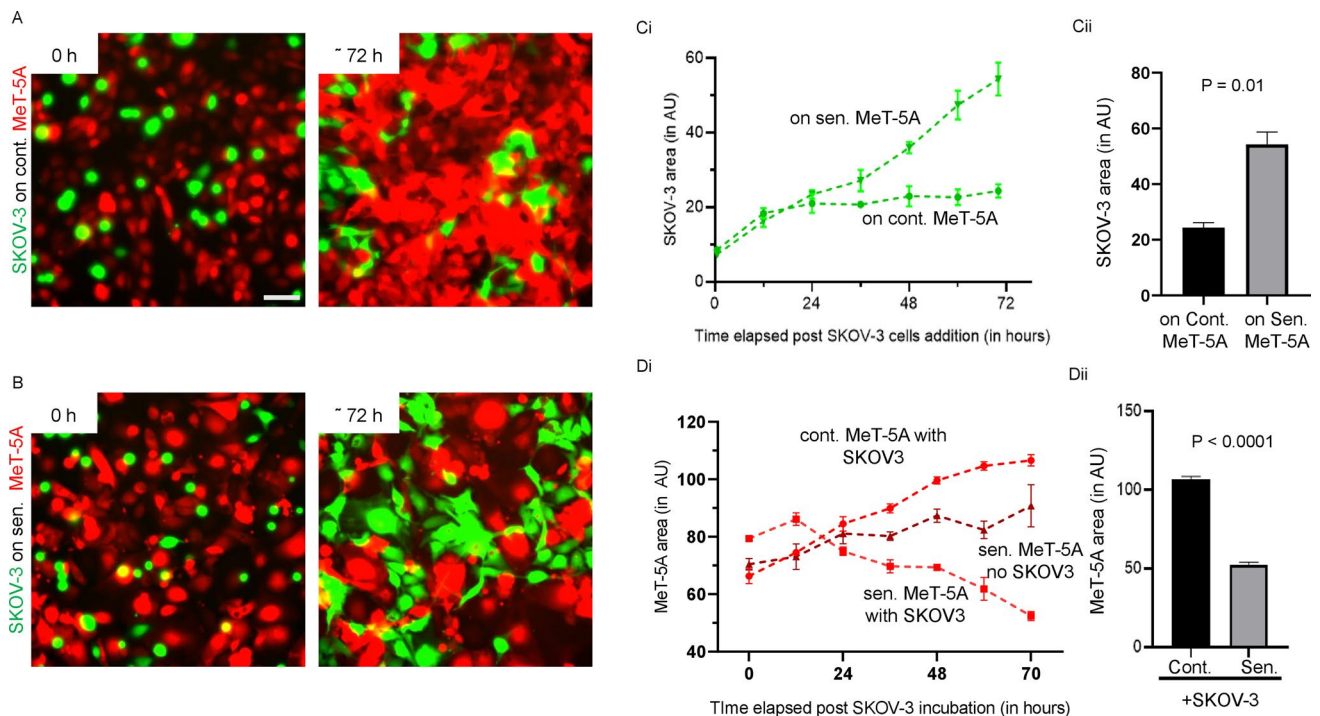 A
0 h
˜ 72 h
SKOV-3 on cont. MeT-5A
Ci
60
40
20
0
SKOV-3 area (in AU)
on sen. MeT-5A
on cont. MeT-5A
0 24 48 72
Time elapsed post SKOV-3 cells addition (in hours)
Cii
80
60
40
20
0
SKOV-3 area (in AU)
P = 0.01
on Cont. on Sen.
MeT-5A MeT-5A
B
0 h
˜ 72 h
SKOV-3 on sen. MeT-5A
Di
120
100
80
60
40
MeT-5A area (in AU)
cont. MeT-5A with
SKOV3
sen. MeT-5A
no SKOV3
sen. MeT-5A
with SKOV3
0 24 48 70
TIme elapsed post SKOV-3 incubation (in hours)
Dii
150
100
50
0
MeT-5A area (in AU)
P < 0.0001
Cont. Sen.
+SKOV-3